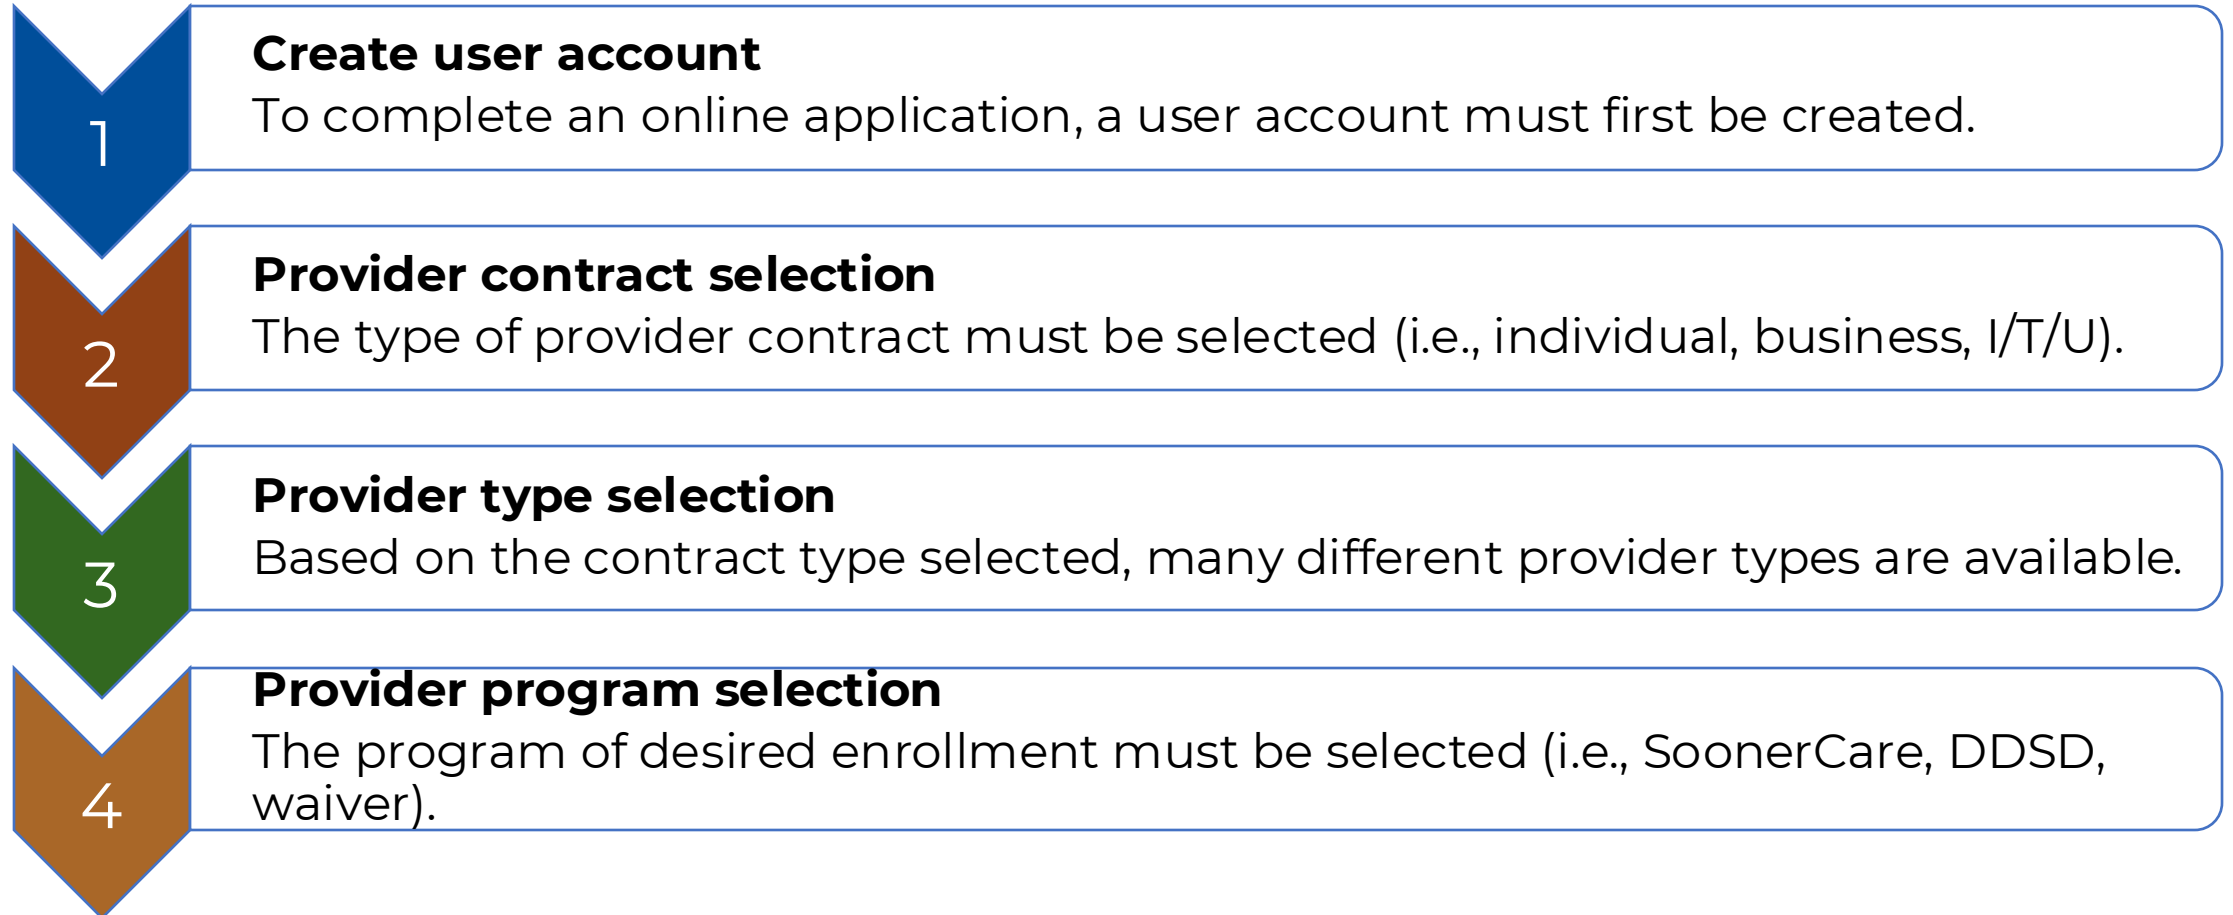 1
Create user account
To complete an online application, a user account must first be created.
2
Provider contract selection
The type of provider contract must be selected (i.e., individual, business, I/T/U).
3
Provider type selection
Based on the contract type selected, many different provider types are available.
4
Provider program selection
The program of desired enrollment must be selected (i.e., SoonerCare, DDSD,
waiver).